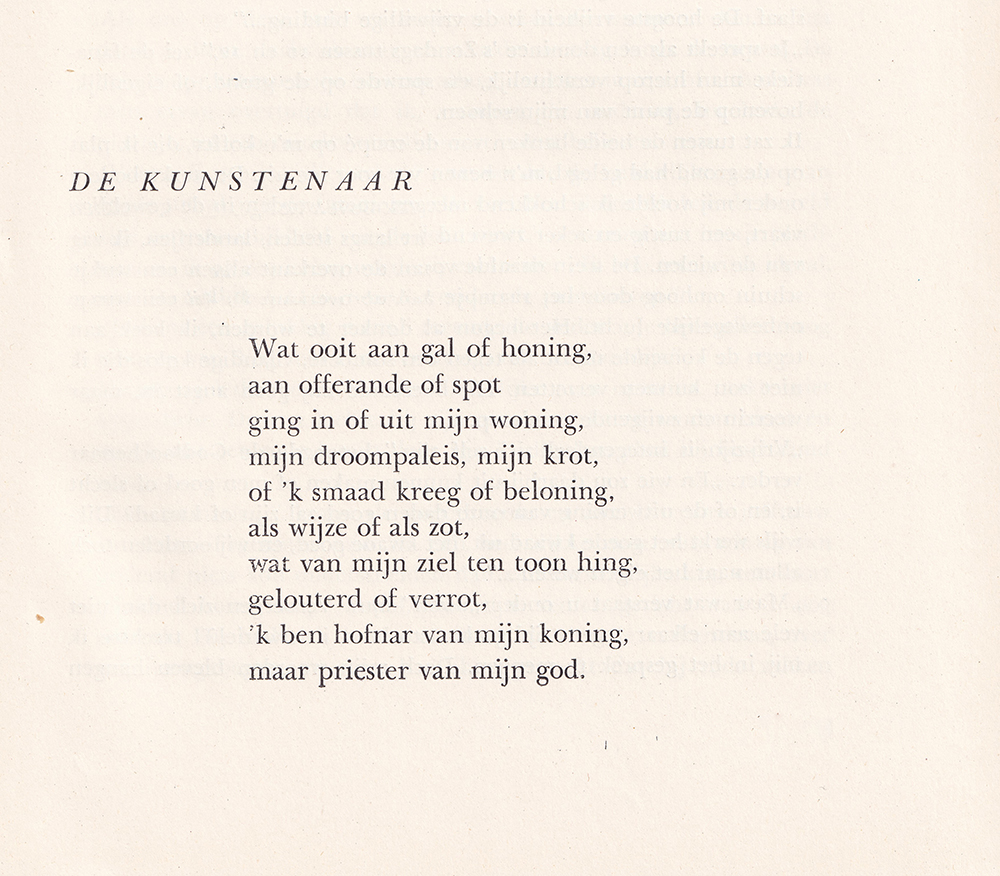 DE KUNSTENAAR
Wat ooit aan gal of honing,
aan offerande of spot
ging in of uit mijn woning,
mijn droompaleis, mijn krot,
of 'k smaad kreeg of beloning,
als wijze of als zot,
wat van mijn ziel ten toon hing,
gelouterd of verrot,
'k ben hofnar van mijn koning,
maar priester van mijn god.